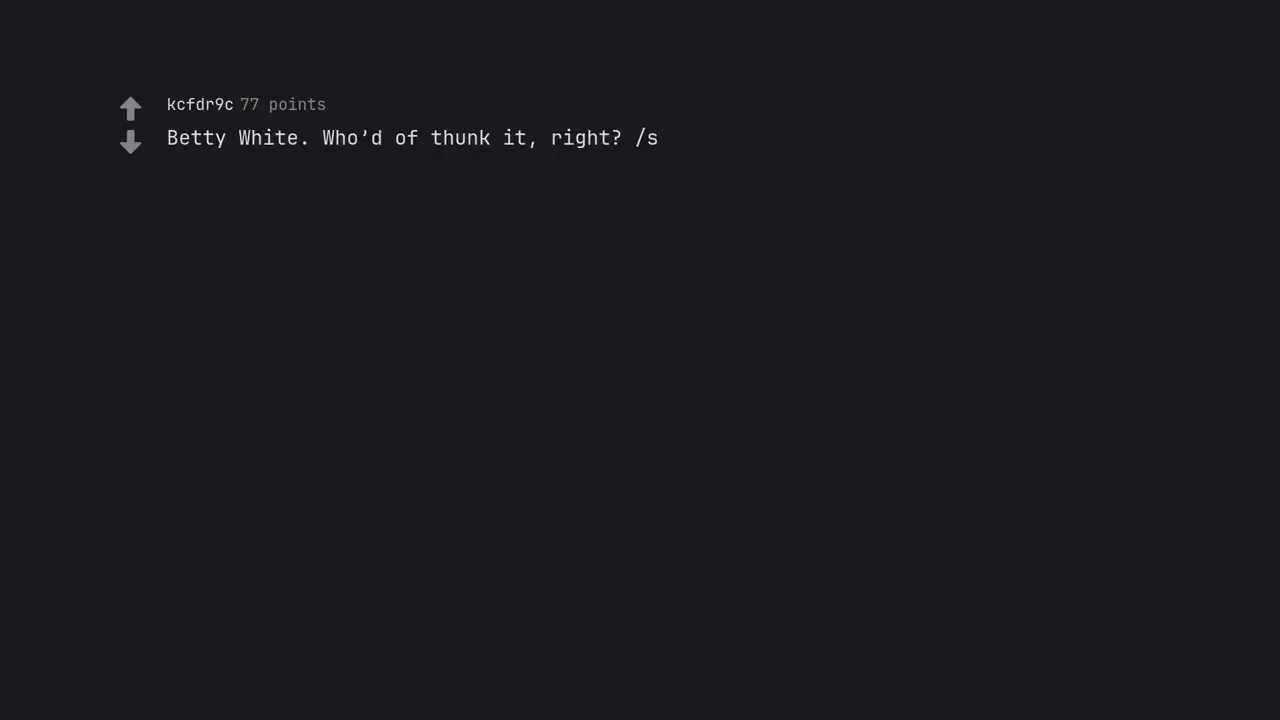 kcfdr9c 77 points
Betty White. Who’d of thunk it, right? /s